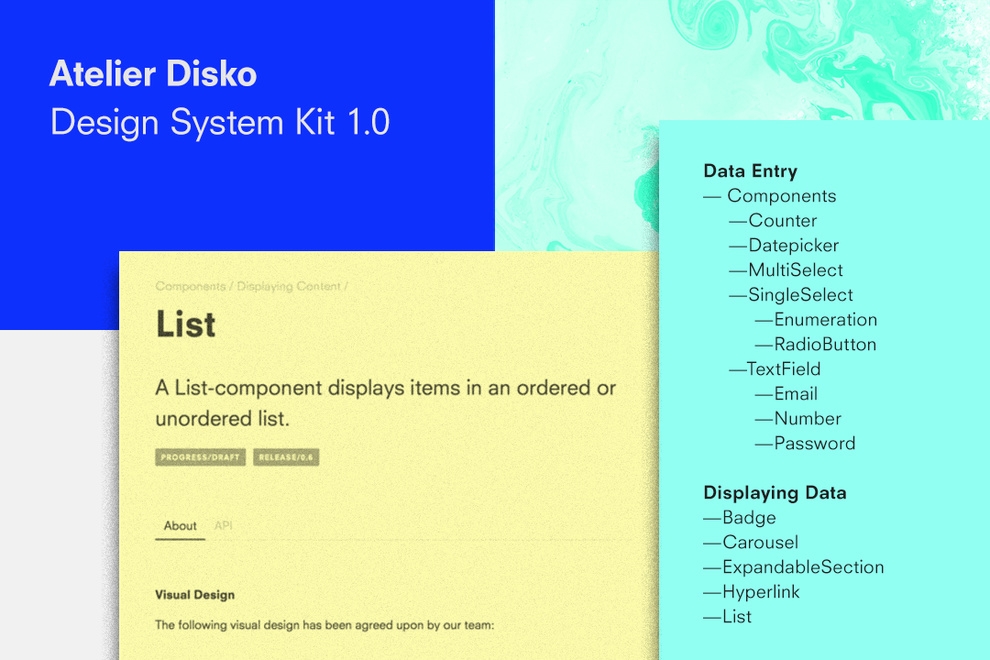 Atelier Disko
Design System Kit 1.0
Components / Displaying Content /
List
A List-component displays items in an ordered or
unordered list.
PROGRESS/DRAFT RELEASE/0.6
About API
Visual Design
The following visual design has been agreed upon by our team:
Data Entry
— Components
—Counter
—Datepicker
—MultiSelect
—SingleSelect
—Enumeration
—RadioButton
—TextField
—Email
—Number
—Password
Displaying Data
—Badge
—Carousel
—ExpandableSection
—Hyperlink
—List